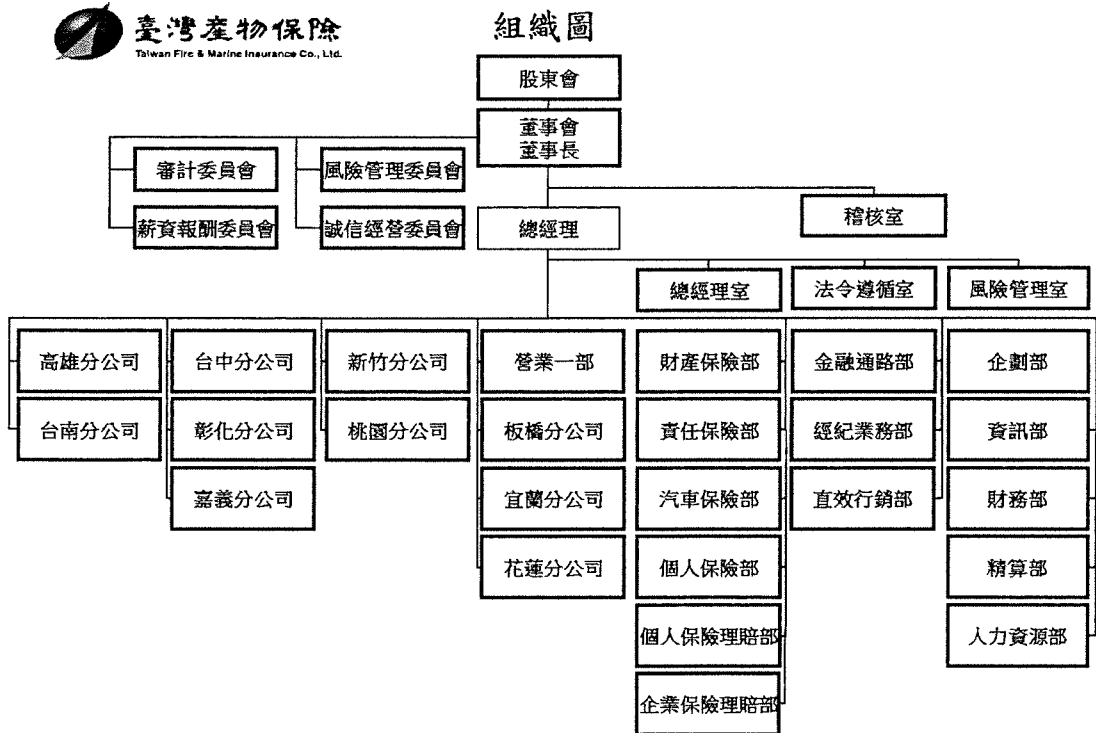 臺灣產物保險
Taiwan Fire & Marine Insurance Co., Ltd.
組織圖
股東會
董事會
董事長
審計委員會
風險管理委員會
薪資報酬委員會
誠信經營委員會
總經理
稽核室
總經理室
法令遵循室
風險管理室
高雄分公司
台中分公司
新竹分公司
營業一部
財產保險部
金融通路部
企劃部
台南分公司
彰化分公司
桃園分公司
板橋分公司
責任保險部
經紀業務部
資訊部
嘉義分公司
宜蘭分公司
汽車保險部
直效行銷部
財務部
花蓮分公司
個人保險部
精算部
個人保險理賠部
人力資源部
企業保險理賠部